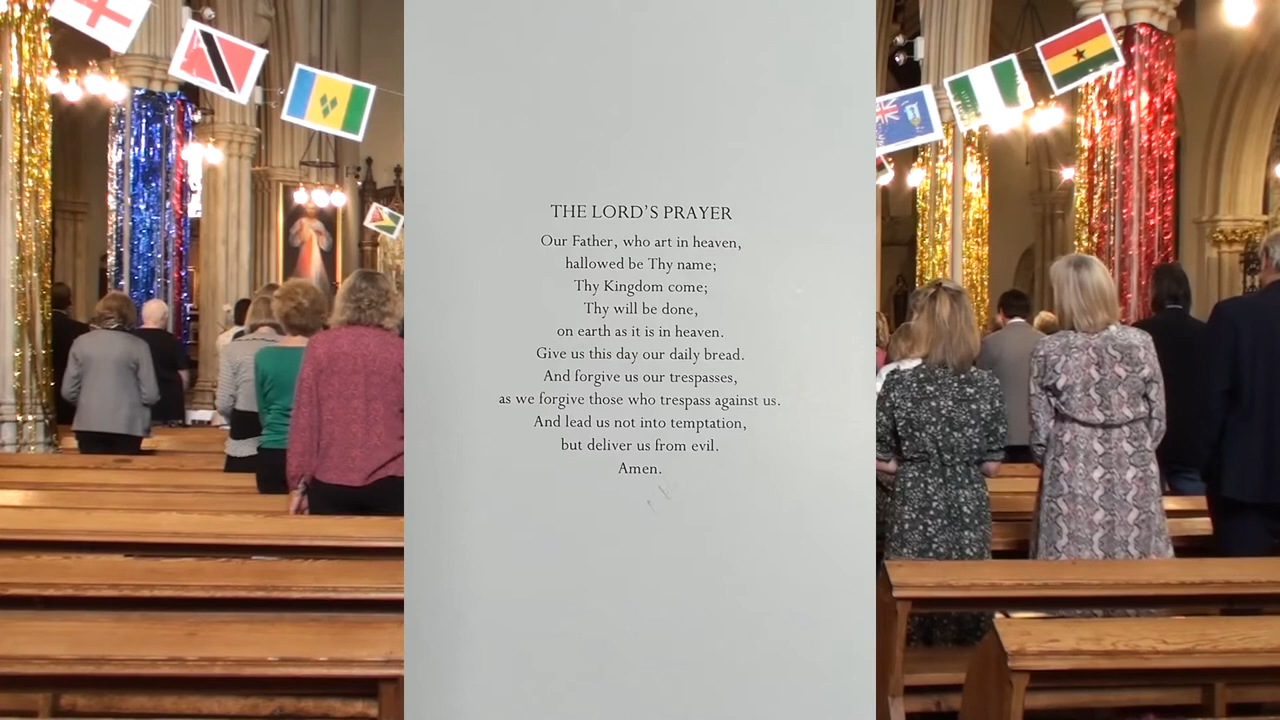 THE LORD'S PRAYER
Our Father, who art in heaven,
hallowed be Thy name;
Thy Kingdom come;
Thy will be done,
on earth as it is in heaven.
Give us this day our daily bread.
And forgive us our trespasses,
as we forgive those who trespass against us.
And lead us not into temptation,
but deliver us from evil.
Amen.